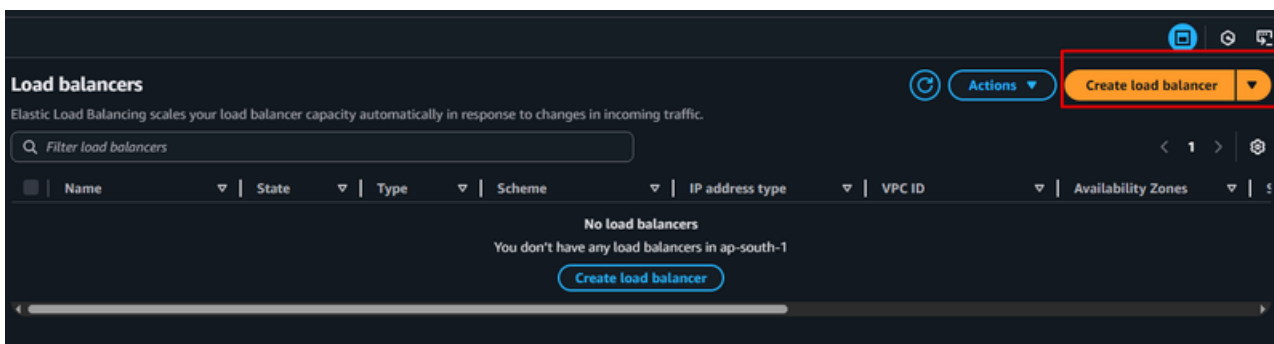 Load balancers
Actions
Create load balancer
Elastic Load Balancing scales your load balancer capacity automatically in response to changes in incoming traffic.
Filter load balancers
1
Name State Type Scheme IP address type VPC ID Availability Zones
No load balancers
You don't have any load balancers in ap-south-1
Create load balancer